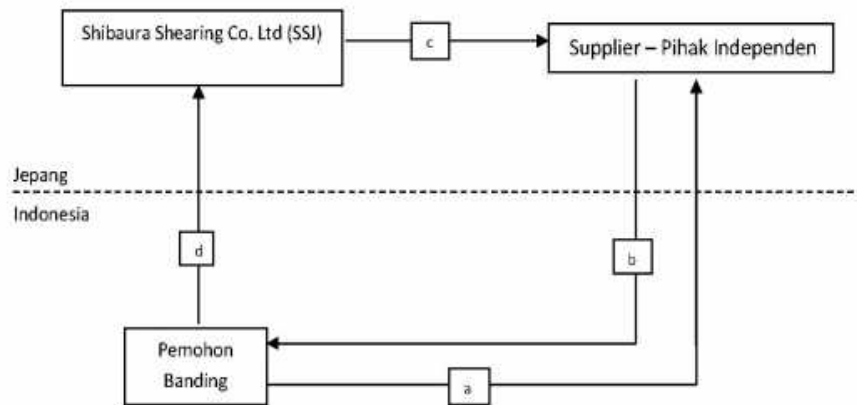 Shibaura Shearing Co. Ltd (SSJ)
c
Supplier – Pihak Independen
Jepang
Indonesia
d
b
Pemohon
Banding
a